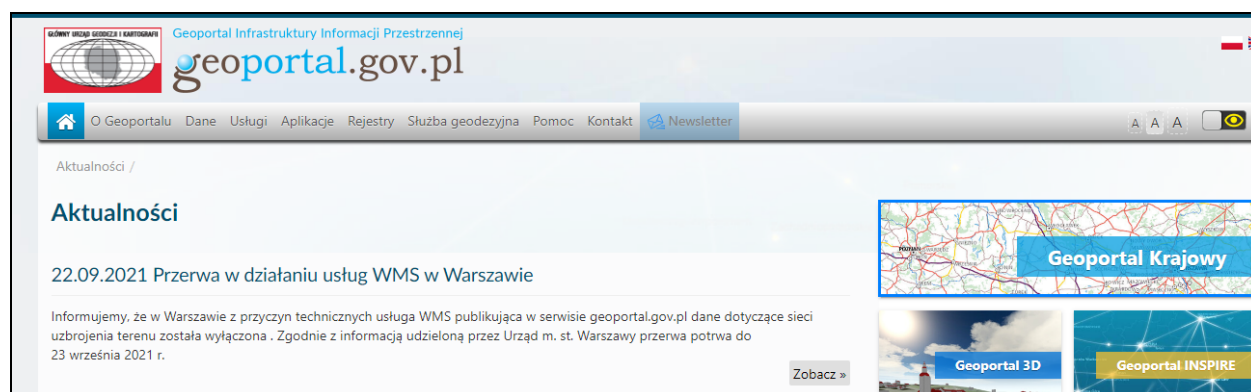 GŁÓWNY URZĄD GEODEZJI I KARTOGRAFII
Geoportal Infrastruktury Informacji Przestrzennej
geoportal.gov.pl
O Geoportalu Dane Usługi Aplikacje Rejestry Służba geodezyjna Pomoc Kontakt Newsletter
A A A
Aktualności /
Aktualności
22.09.2021 Przerwa w działaniu usług WMS w Warszawie
Informujemy, że w Warszawie z przyczyn technicznych usługa WMS publikująca w serwisie geoportal.gov.pl dane dotyczące sieci
uzbrojenia terenu została wyłączona . Zgodnie z informacją udzieloną przez Urząd m. st. Warszawy przerwa potrwa do
23 września 2021 r.
Zobacz »
POZNAŃ
Geoportal Krajowy
Geoportal 3D
Geoportal INSPIRE